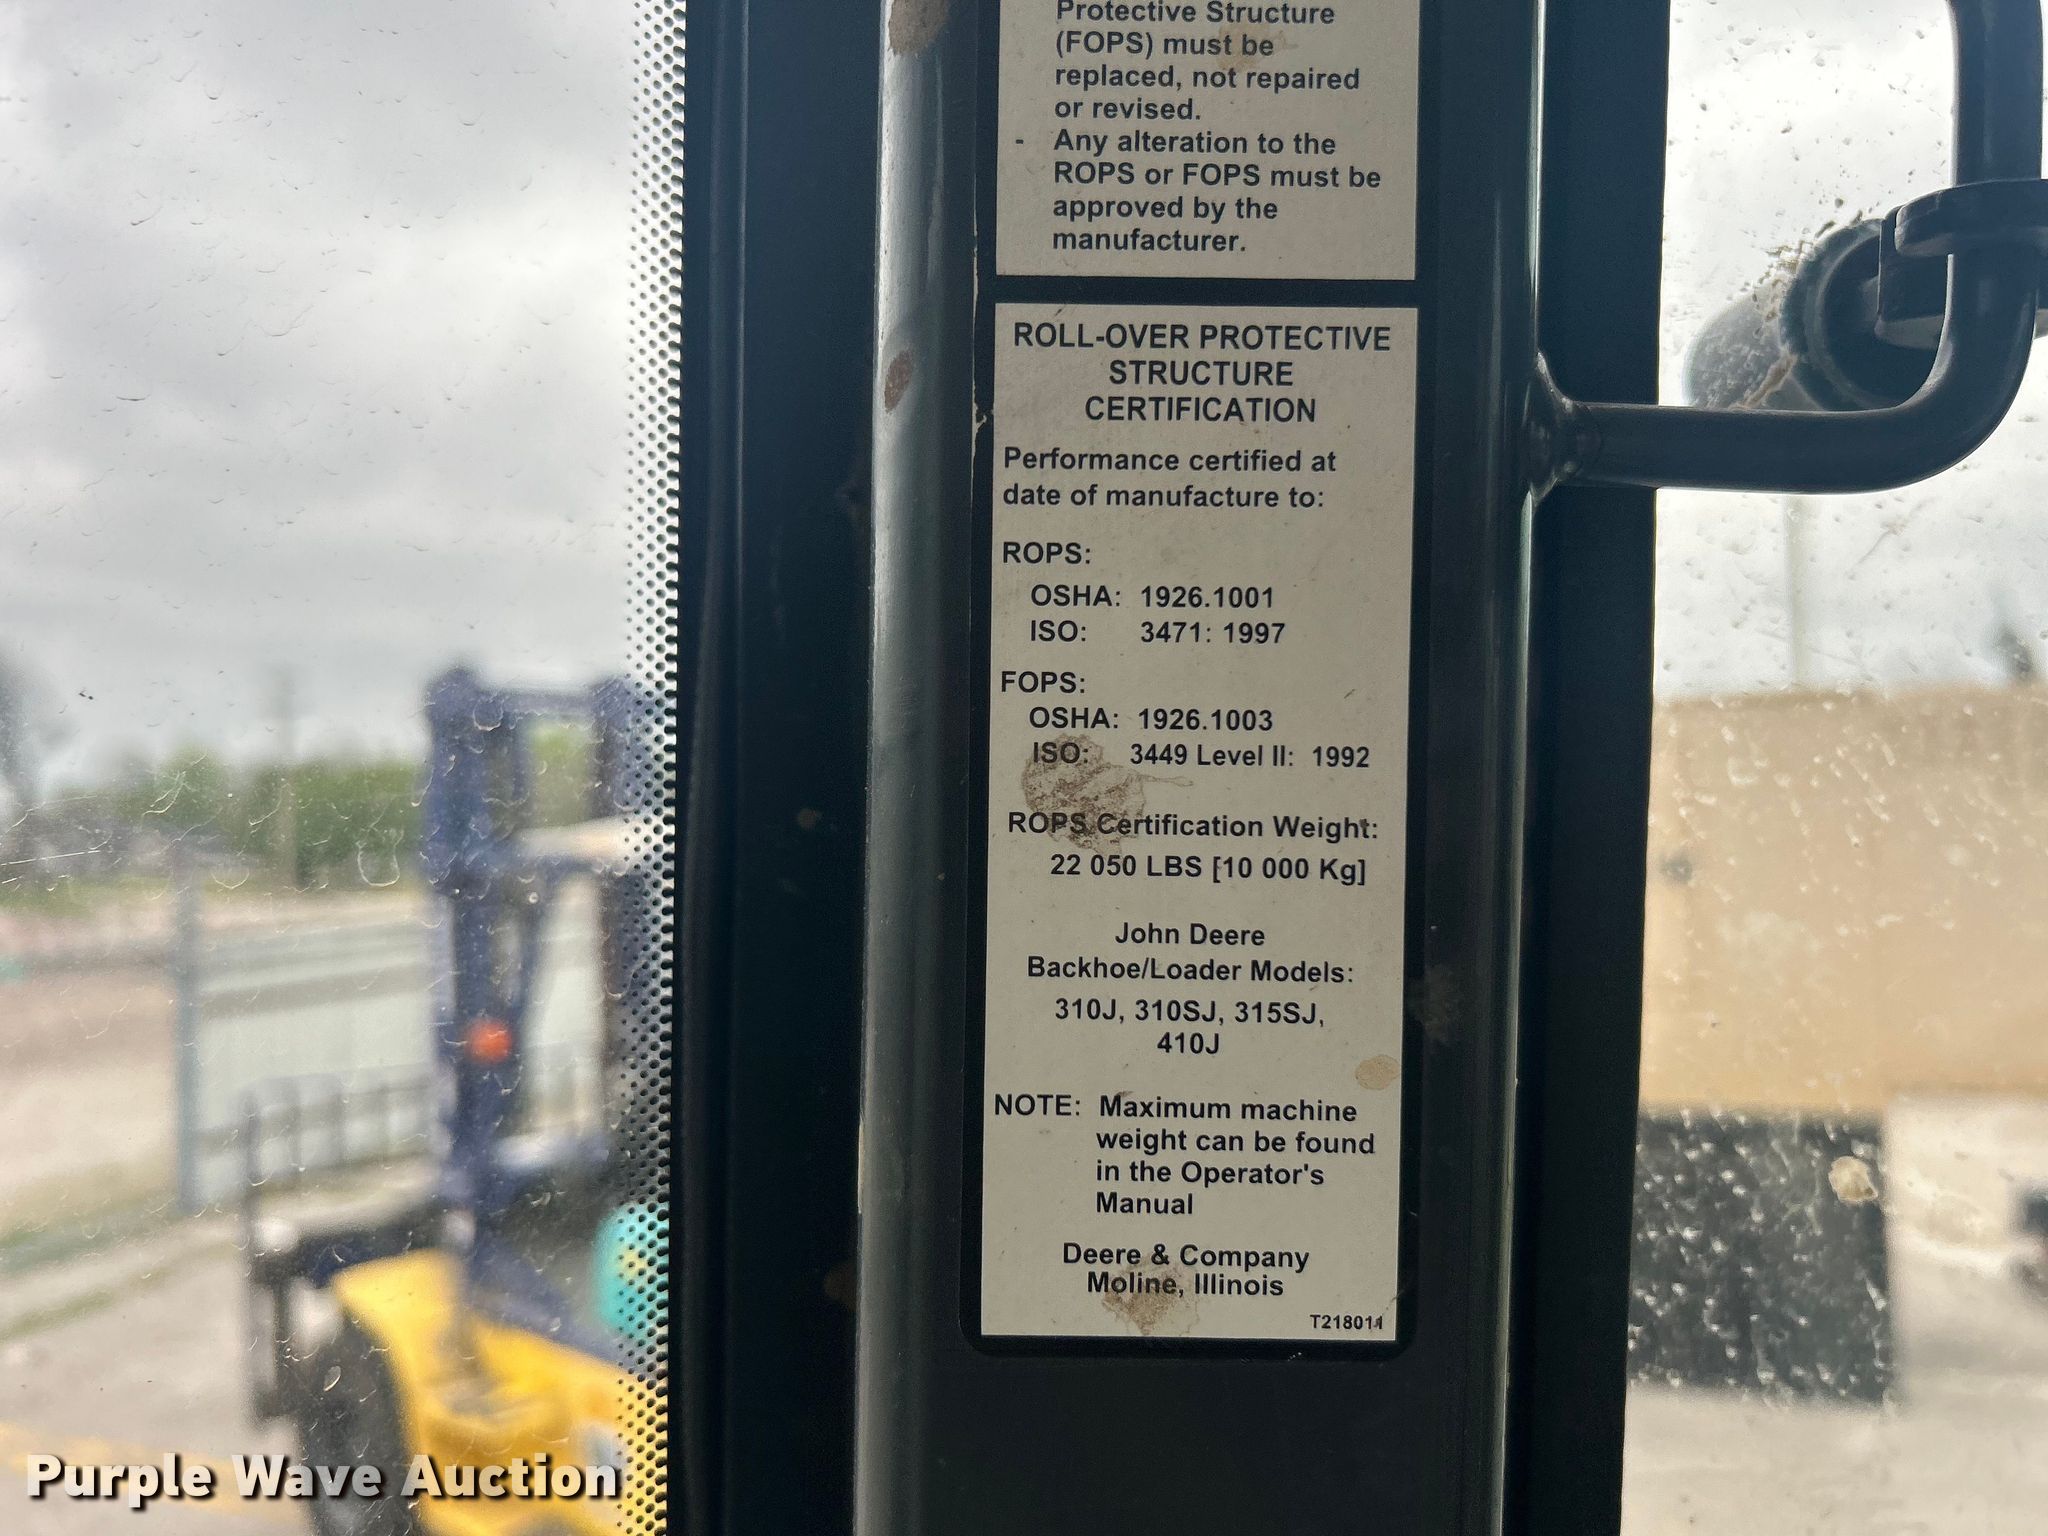 Protective Structure
(FOPS) must be
replaced, not repaired
or revised.
- Any alteration to the
ROPS or FOPS must be
approved by the
manufacturer.
ROLL-OVER PROTECTIVE
STRUCTURE
CERTIFICATION
Performance certified at
date of manufacture to:
ROPS:
OSHA: 1926.1001
ISO: 3471: 1997
FOPS:
OSHA: 1926.1003
ISO: 3449 Level II: 1992
ROPS Certification Weight:
22 050 LBS [10 000 Kg]
John Deere
Backhoe/Loader Models:
310J, 310SJ, 315SJ,
410J
NOTE: Maximum machine
weight can be found
in the Operator's
Manual
Deere & Company
Moline, Illinois
T218011
Purple Wave Auction